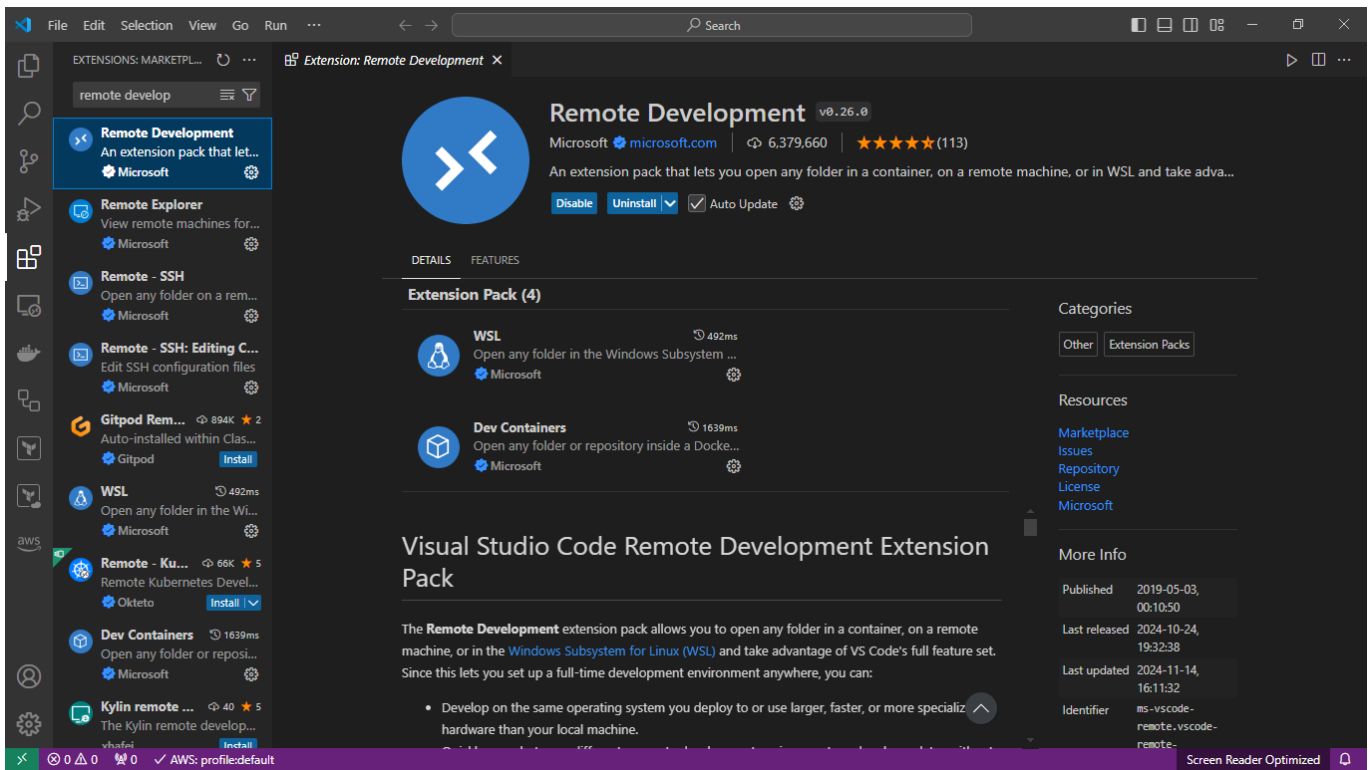 File Edit Selection View Go Run ···
Search
EXTENSIONS: MARKETPL...
Extension: Remote Development
remote develop
Remote Development
An extension pack that let...
Microsoft
Remote Explorer
View remote machines for...
Microsoft
Remote - SSH
Open any folder on a rem...
Microsoft
Remote - SSH: Editing C...
Edit SSH configuration files
Microsoft
Gitpod Rem... 894K ★ 2
Auto-installed within Clas...
Gitpod Install
WSL 492ms
Open any folder in the Wi...
Microsoft
Remote - Ku... 66K ★ 5
Remote Kubernetes Devel...
Okteto Install
Dev Containers 1639ms
Open any folder or reposi...
Microsoft
Kylin remote ... 40 ★ 5
The Kylin remote develop...
xhafei Install
aws
Remote Development v0.26.0
Microsoft microsoft.com 6,379,660 ★★★★★(113)
An extension pack that lets you open any folder in a container, on a remote machine, or in WSL and take adva...
Disable Uninstall Auto Update
DETAILS FEATURES
Extension Pack (4)
WSL 492ms
Open any folder in the Windows Subsystem ...
Microsoft
Dev Containers 1639ms
Open any folder or repository inside a Docke...
Microsoft
Visual Studio Code Remote Development Extension
Pack
The Remote Development extension pack allows you to open any folder in a container, on a remote
machine, or in the Windows Subsystem for Linux (WSL) and take advantage of VS Code's full feature set.
Since this lets you set up a full-time development environment anywhere, you can:
• Develop on the same operating system you deploy to or use larger, faster, or more specializ
hardware than your local machine.
Categories
Other Extension Packs
Resources
Marketplace
Issues
Repository
License
Microsoft
More Info
Published 2019-05-03,
00:10:50
Last released 2024-10-24,
19:32:38
Last updated 2024-11-14,
16:11:32
Identifier ms-vscode-
remote.vscode-
remote-
0 0 0 AWS: profile:default
Screen Reader Optimized